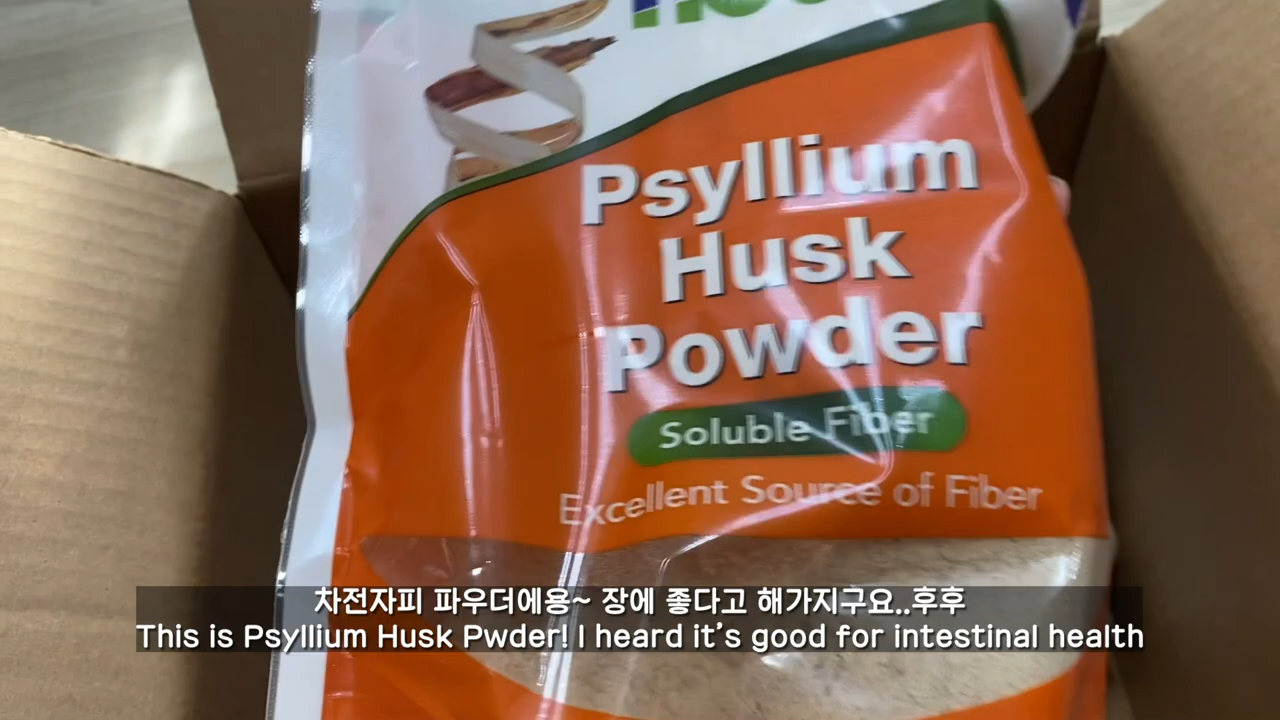 Psyllium
Husk
Powder
Soluble Fiber
Excellent Source of Fiber
차전자피 파우더에용~ 장에 좋다고 해가지구요..후후
This is Psyllium Husk Pwder! I heard it's good for intestinal health